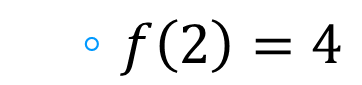 ◦ f(2) = 4